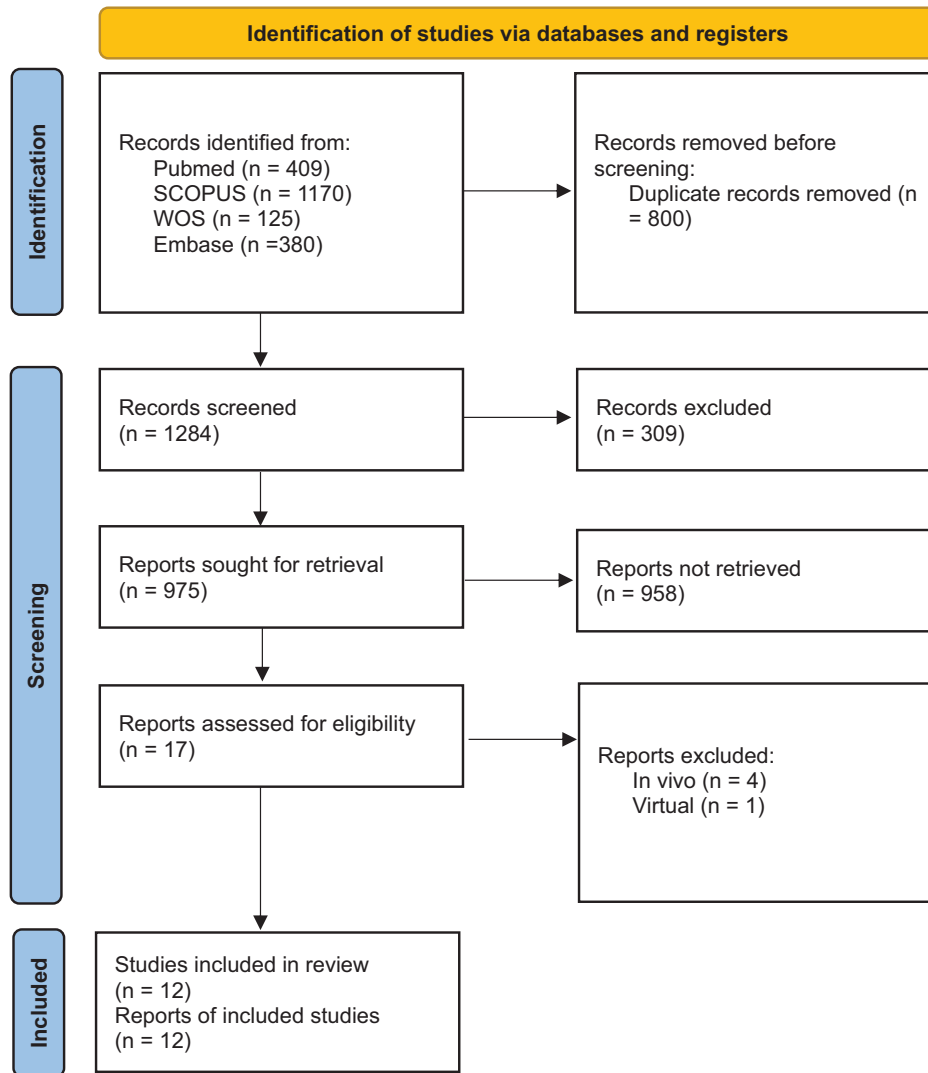 Identification of studies via databases and registers
Identification
Records identified from:
Pubmed (n = 409)
SCOPUS (n = 1170)
WOS (n = 125)
Embase (n =380)
Records removed before
screening:
Duplicate records removed (n
= 800)
Screening
Records screened
(n = 1284)
Records excluded
(n = 309)
Reports sought for retrieval
(n = 975)
Reports not retrieved
(n = 958)
Reports assessed for eligibility
(n = 17)
Reports excluded:
In vivo (n = 4)
Virtual (n = 1)
Included
Studies included in review
(n = 12)
Reports of included studies
(n = 12)